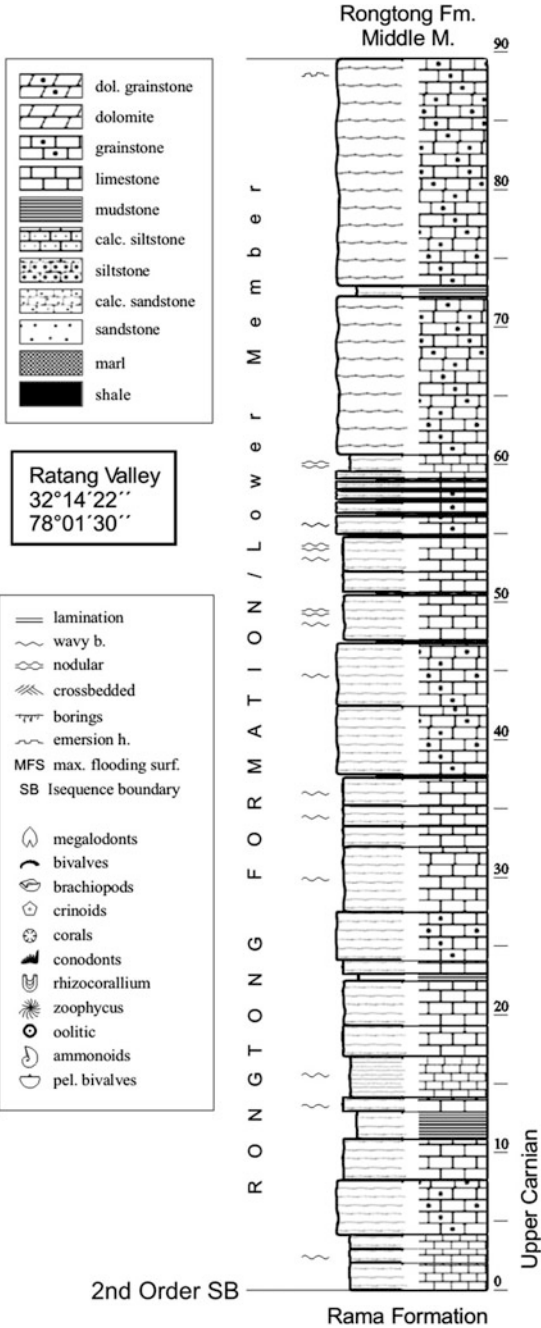 Rongtong Fm.
Middle M.
dol. grainstone
dolomite
grainstone
limestone
mudstone
calc. siltstone
siltstone
calc. sandstone
sandstone
marl
shale
Ratang Valley
32°14´22´´
78°01´30´´
lamination
wavy b.
nodular
crossbedded
borings
emersion h.
MFS max. flooding surf.
SB Isequence boundary
megalodonts
bivalves
brachiopods
crinoids
corals
conodonts
rhizocorallium
zoophycus
oolitic
ammonoids
pel. bivalves
RONGTONG FORMATION/Lower Member
90
80
70
60
50
40
30
20
10
0
Upper Carnian
2nd Order SB
Rama Formation